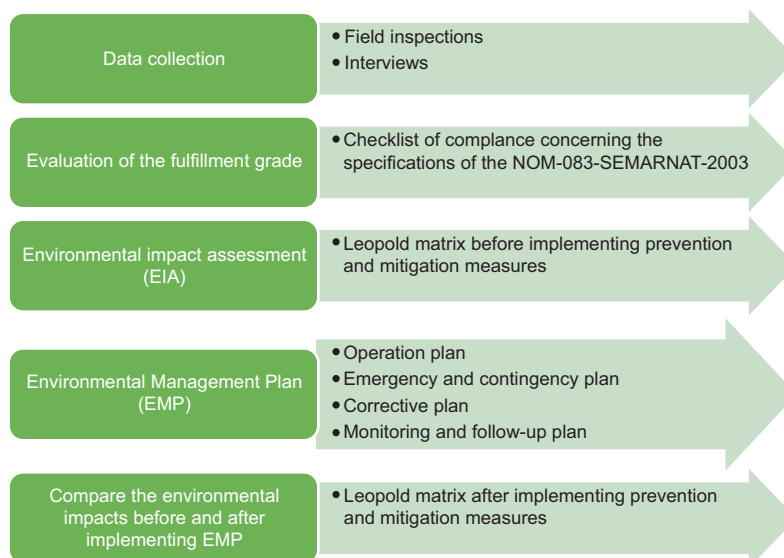 Data collection
• Field inspections
• Interviews
Evaluation of the fulfillment grade
• Checklist of complance concerning the
specifications of the NOM-083-SEMARNAT-2003
Environmental impact assessment
(EIA)
• Leopold matrix before implementing prevention
and mitigation measures
Environmental Management Plan
(EMP)
• Operation plan
• Emergency and contingency plan
• Corrective plan
• Monitoring and follow-up plan
Compare the environmental
impacts before and after
implementing EMP
• Leopold matrix after implementing prevention
and mitigation measures